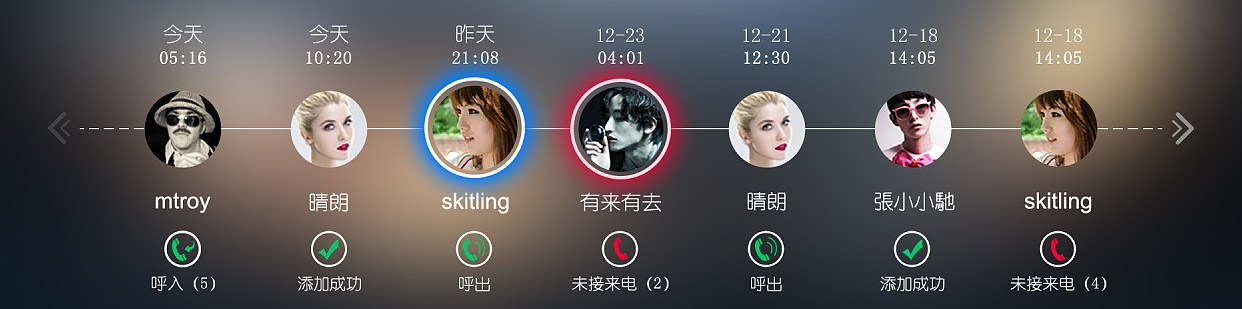 今天
05:16
mtroy
呼入 (5)
今天
10:20
晴朗
添加成功
昨天
21:08
skitling
呼出
12-23
04:01
有来有去
未接来电 (2)
12-21
12:30
晴朗
呼出
12-18
14:05
張小小馳
添加成功
12-18
14:05
skitling
未接来电 (4)